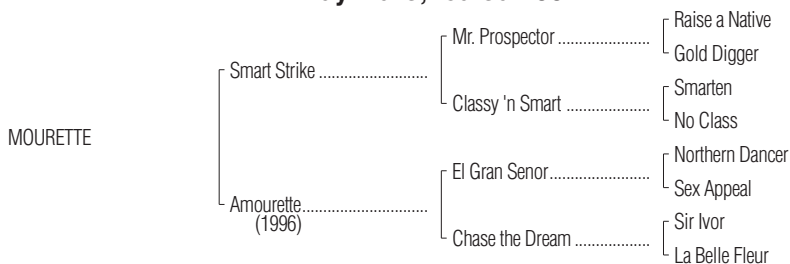 Raise a Native
Mr. Prospector ....................
Gold Digger
Smart Strike ........................
Smarten
Classy 'n Smart ..................
No Class
MOURETTE
Northern Dancer
El Gran Senor......................
Sex Appeal
Amourette............................
(1996)
Sir Ivor
Chase the Dream ................
La Belle Fleur